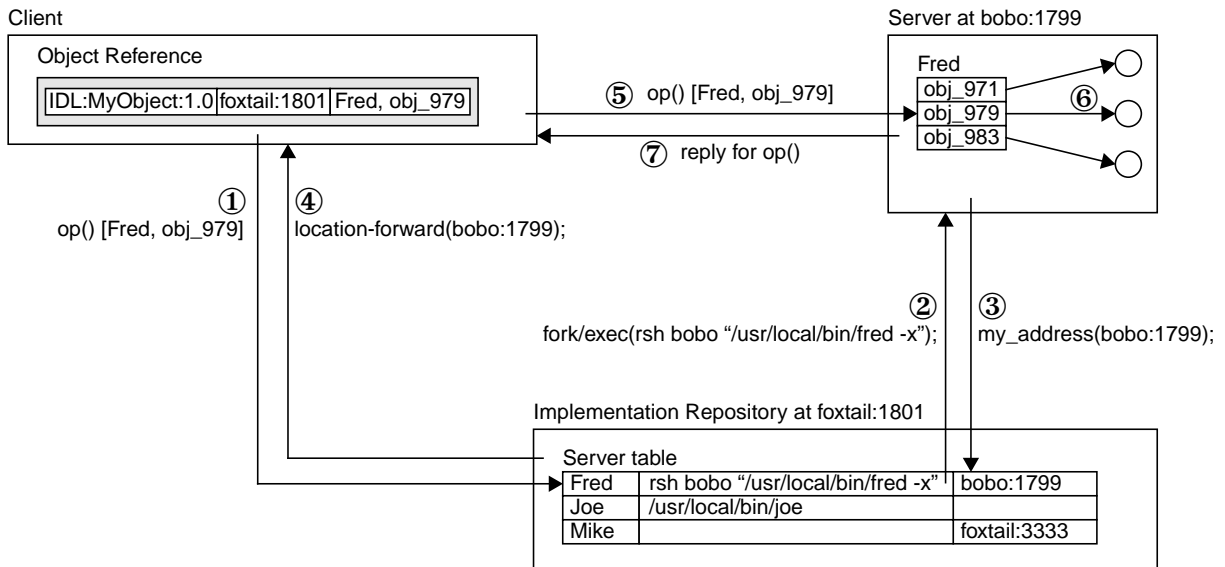 Client
Server at bobo:1799
Object Reference
IDL:MyObject:1.0 foxtail:1801 Fred, obj_979
Fred
obj_971
obj_979
obj_983
⑤ op() [Fred, obj_979]
⑥
⑦ reply for op()
①
op() [Fred, obj_979]
④
location-forward(bobo:1799);
②
fork/exec(rsh bobo “/usr/local/bin/fred -x”);
③
my_address(bobo:1799);
Implementation Repository at foxtail:1801
Server table
Fred rsh bobo “/usr/local/bin/fred -x” bobo:1799
Joe /usr/local/bin/joe
Mike foxtail:3333